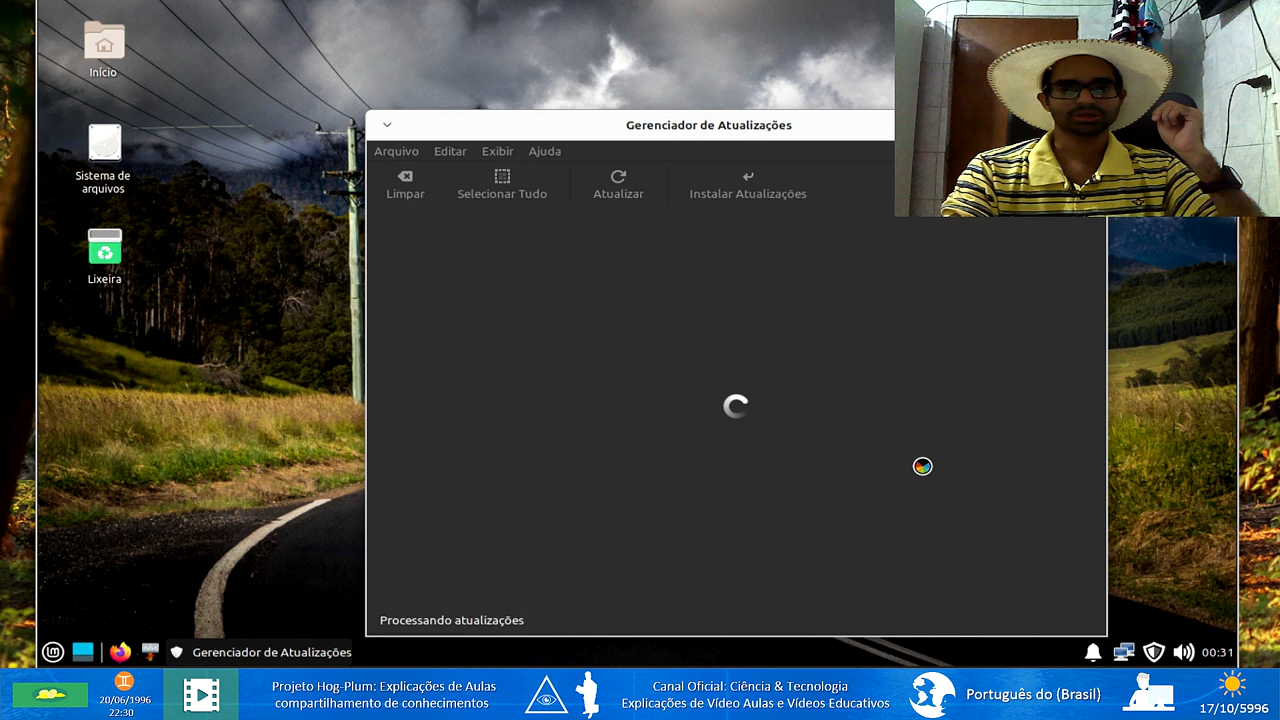 Início
Sistema de
arquivos
Lixeira
Gerenciador de Atualizações
Arquivo Editar Exibir Ajuda
Limpar Selecionar Tudo Atualizar Instalar Atualizações
Processando atualizações
Gerenciador de Atualizações
00:31
20/06/1996
22:30
Projeto Hog-Plum: Explicações de Aulas
compartilhamento de conhecimentos
Canal Oficial: Ciência & Tecnologia
Explicações de Vídeo Aulas e Vídeos Educativos
Português do (Brasil)
17/10/5996